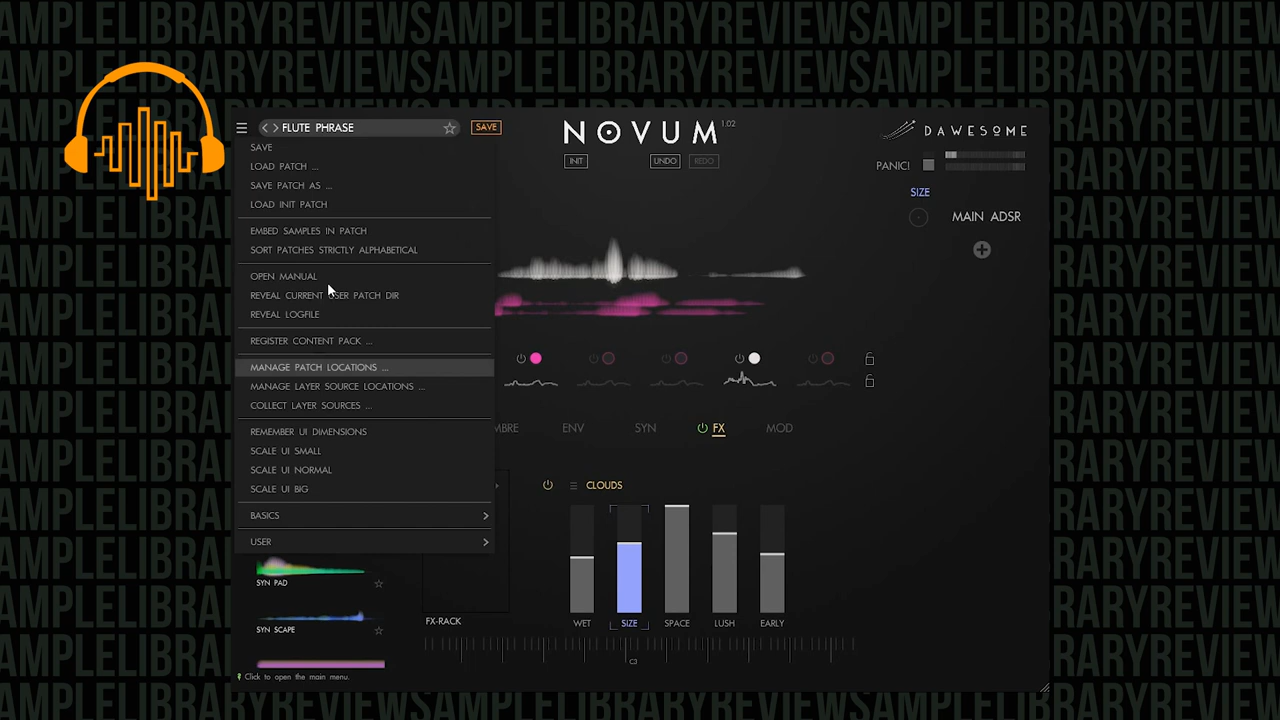 AMPLELIBRARYREVIEWSAMPLELIBRARYREVIEWSAMPLELIBRARYREVIEWS
FLUTE PHRASE
SAVE
NOVUM
1.02
DAWESOME
INIT
UNDO
REDO
PANIC!
SIZE
MAIN ADSR
SAVE
LOAD PATCH ...
SAVE PATCH AS ...
LOAD INIT PATCH
EMBED SAMPLES IN PATCH
SORT PATCHES STRICTLY ALPHABETICAL
OPEN MANUAL
REVEAL CURRENT USER PATCH DIR
REVEAL LOGFILE
REGISTER CONTENT PACK ...
MANAGE PATCH LOCATIONS ...
MANAGE LAYER SOURCE LOCATIONS ...
COLLECT LAYER SOURCES ...
REMEMBER UI DIMENSIONS
SCALE UI SMALL
SCALE UI NORMAL
SCALE UI BIG
BASICS
USER
MBRE
ENV
SYN
FX
MOD
CLOUDS
WET
SIZE
SPACE
LUSH
EARLY
FX-RACK
C3
SYN PAD
SYN SCAPE
Click to open the main menu.